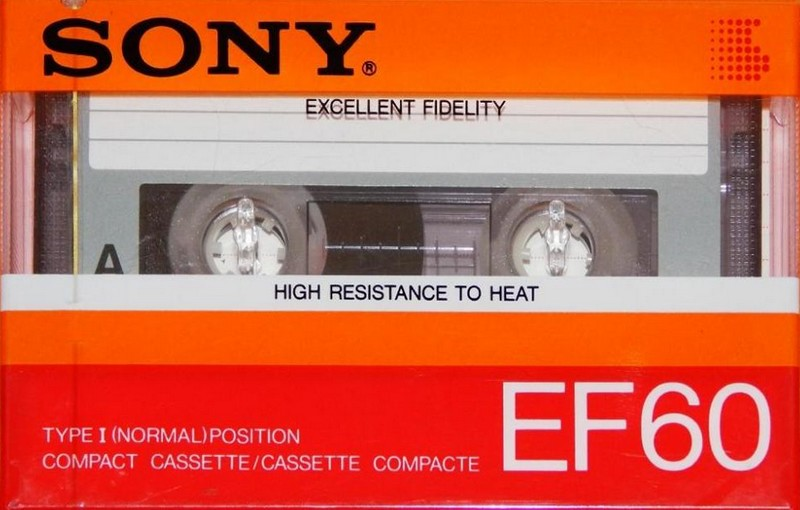 SONY®
EXCELLENT FIDELITY
A
HIGH RESISTANCE TO HEAT
EF60
TYPE I (NORMAL) POSITION
COMPACT CASSETTE/CASSETTE COMPACTE